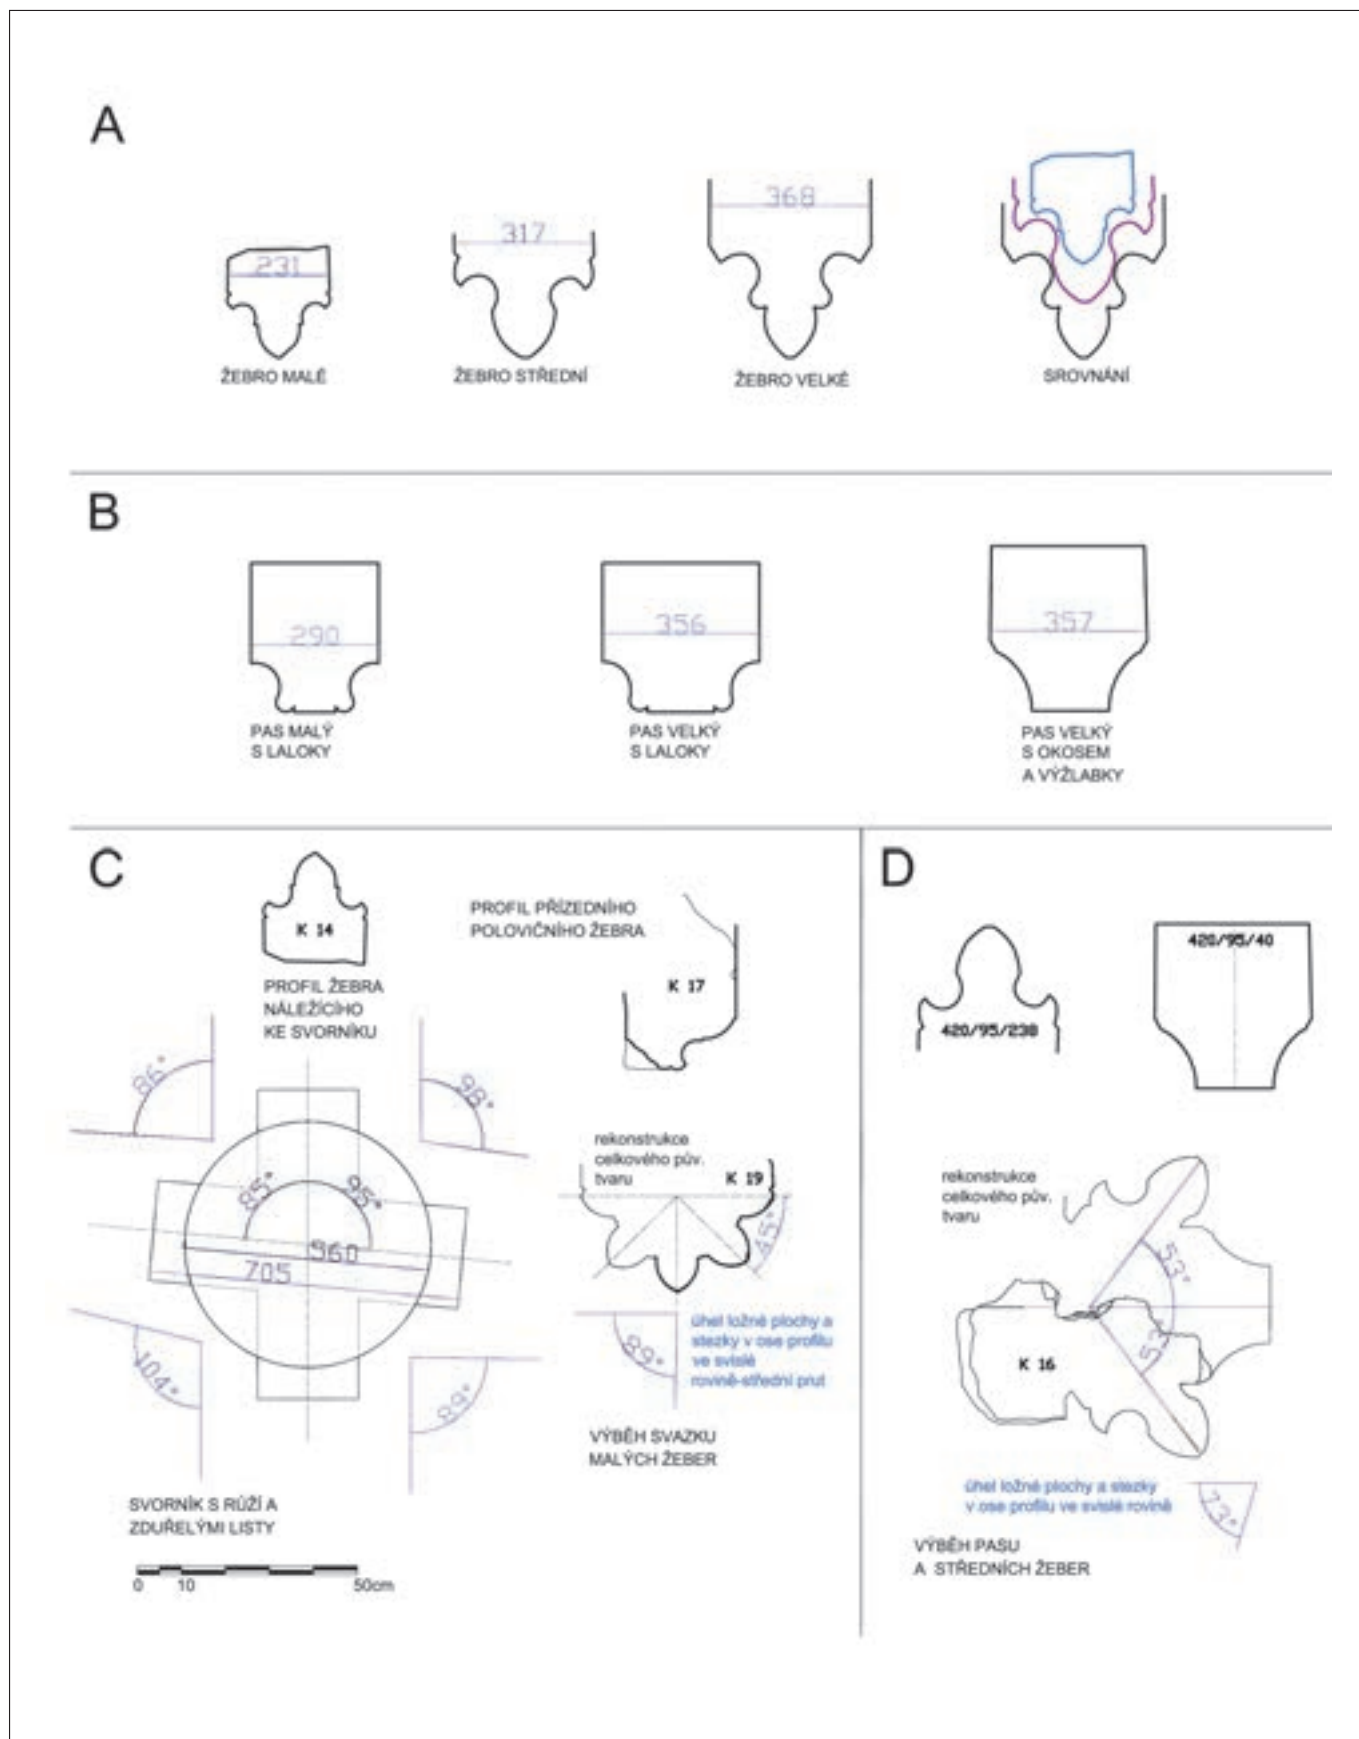 A
231
317
368
ŽEBRO MALÉ
ŽEBRO STŘEDNÍ
ŽEBRO VELKÉ
SROVNÁNÍ
B
290
356
357
PAS MALÝ
S LALOKY
PAS VELKÝ
S LALOKY
PAS VELKÝ
S OKOSEM
A VÝŽLABKY
C
K 14
PROFIL ŽEBRA
NÁLEŽÍCÍHO
KE SVORNÍKU
PROFIL PŘÍZEDNÍHO
POLOVIČNÍHO ŽEBRA
K 17
86°
98°
85°
95°
560
705
104°
89°
rekonstrukce
celkového pův.
tvaru
K 19
45°
89°
úhel ložné plochy a
stezky v ose profilu
ve svislé
rovině-střední prut
VÝBĚH SVAZKU
MALÝCH ŽEBER
SVORNÍK S RŮŽÍ A
ZDUŘELÝMI LISTY
0 10 50cm
D
420/95/238
420/95/40
rekonstrukce
celkového pův.
tvaru
53°
53°
K 16
úhel ložné plochy a stezky
v ose profilu ve svislé rovině
73°
VÝBĚH PASU
A STŘEDNÍCH ŽEBER